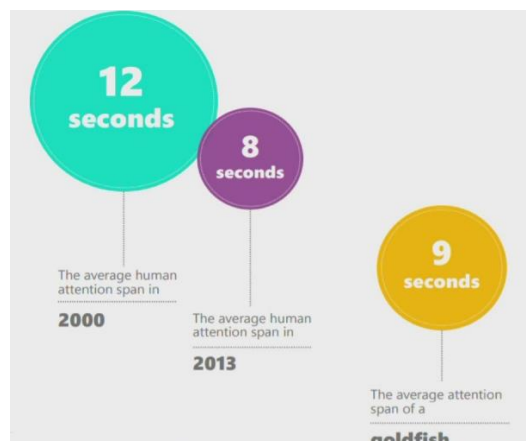 12
seconds
8
seconds
9
seconds
The average human
attention span in
2000
The average human
attention span in
2013
The average attention
span of a
goldfish